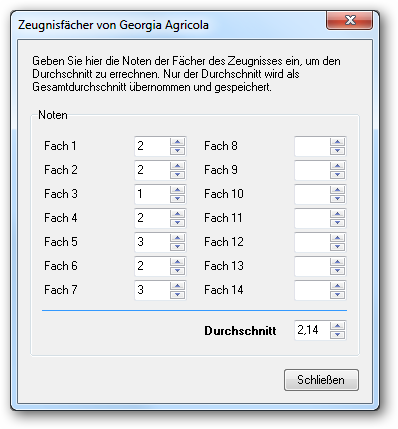 Zeugnisfächer von Georgia Agricola
Geben Sie hier die Noten der Fächer des Zeugnisses ein, um den
Durchschnitt zu errechnen. Nur der Durchschnitt wird als
Gesamtdurchschnitt übernommen und gespeichert.
Noten
Fach 1 2 Fach 8
Fach 2 2 Fach 9
Fach 3 1 Fach 10
Fach 4 2 Fach 11
Fach 5 3 Fach 12
Fach 6 2 Fach 13
Fach 7 3 Fach 14
Durchschnitt 2,14
Schließen